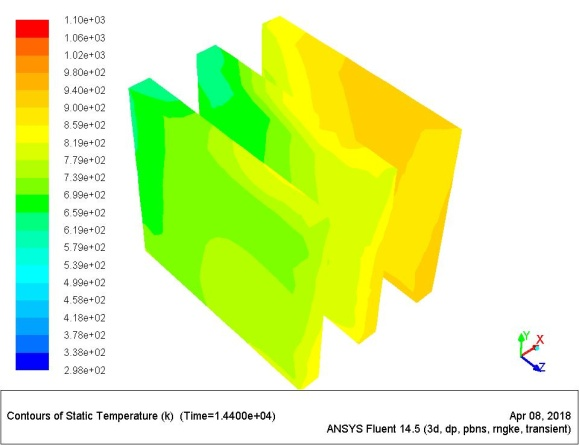 1.10e+03
1.06e+03
1.02e+03
9.80e+02
9.40e+02
9.00e+02
8.59e+02
8.19e+02
7.79e+02
7.39e+02
6.99e+02
6.59e+02
6.19e+02
5.79e+02
5.39e+02
4.99e+02
4.58e+02
4.18e+02
3.78e+02
3.38e+02
2.98e+02
Y
X
Z
Contours of Static Temperature (k)  (Time=1.4400e+04)
Apr 08, 2018
ANSYS Fluent 14.5 (3d, dp, pbns, rngke, transient)